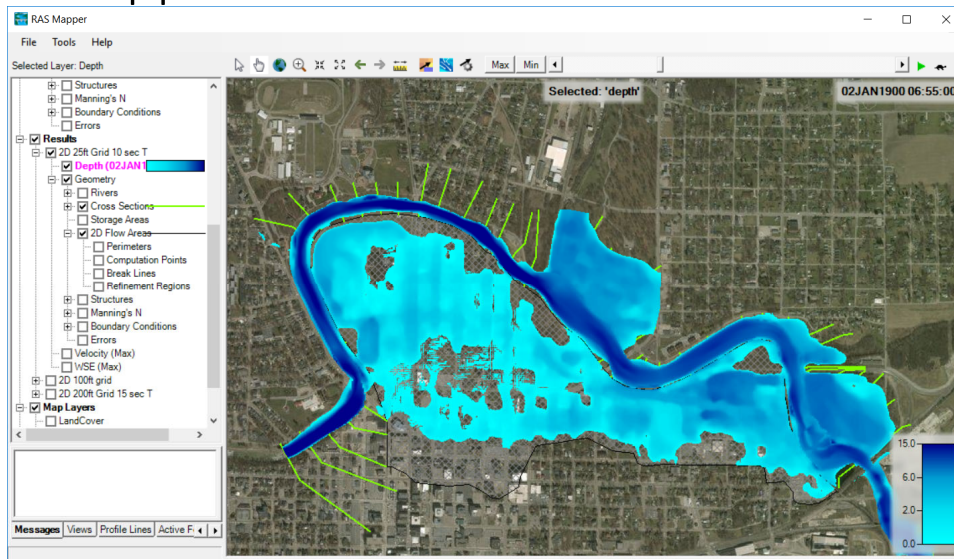 RAS Mapper
File Tools Help
Selected Layer: Depth
Max Min
Structures
Manning's N
Boundary Conditions
Errors
Results
2D 25ft Grid 10 sec T
Depth (02JAN1
Geometry
Rivers
Cross Sections
Storage Areas
2D Flow Areas
Perimeters
Computation Points
Break Lines
Refinement Regions
Structures
Manning's N
Boundary Conditions
Errors
Velocity (Max)
WSE (Max)
2D 100ft grid
2D 200ft Grid 15 sec T
Map Layers
LandCover
Messages Views Profile Lines Active F
Selected: 'depth'
02JAN1900 06:55:00
15.0
6.0
2.0
0.0